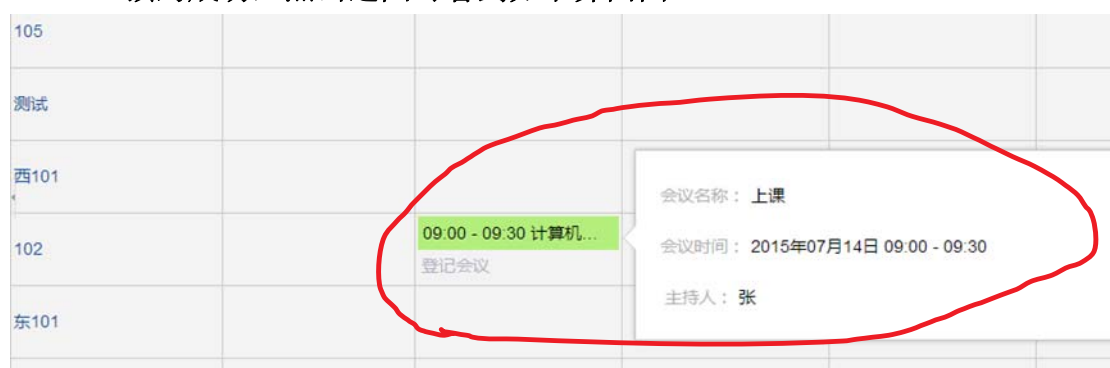 105
测试
西101
会议名称： 上课
09:00 - 09:30 计算机...
102
会议时间： 2015年07月14日 09:00 - 09:30
登记会议
主持人： 张
东101